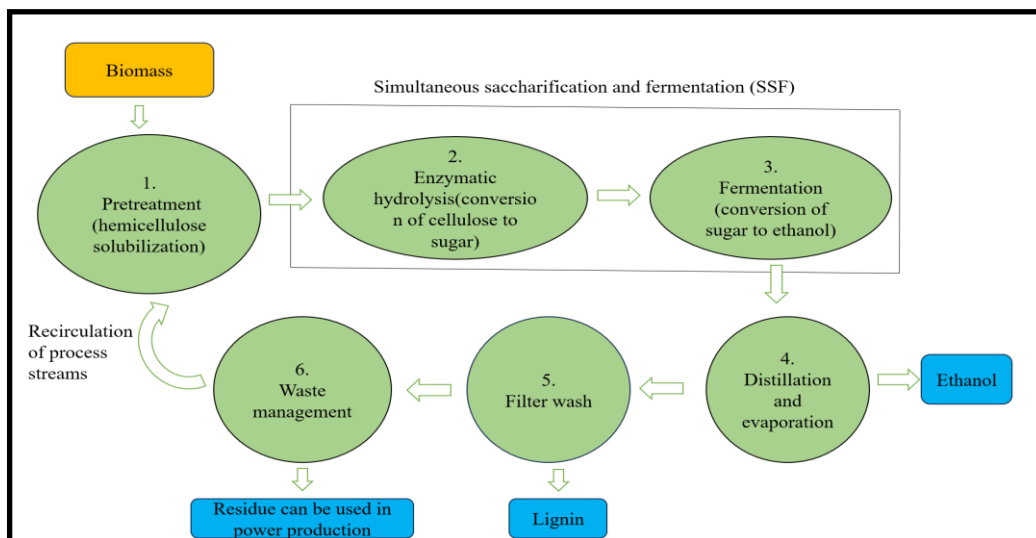 Biomass
Simultaneous saccharification and fermentation (SSF)
1.
Pretreatment
(hemicellulose
solubilization)
2.
Enzymatic
hydrolysis(conversio
n of cellulose to
sugar)
3.
Fermentation
(conversion of
sugar to ethanol)
Recirculation
of process
streams
6.
Waste
management
5.
Filter wash
4.
Distillation
and
evaporation
Ethanol
Residue can be used in
power production
Lignin